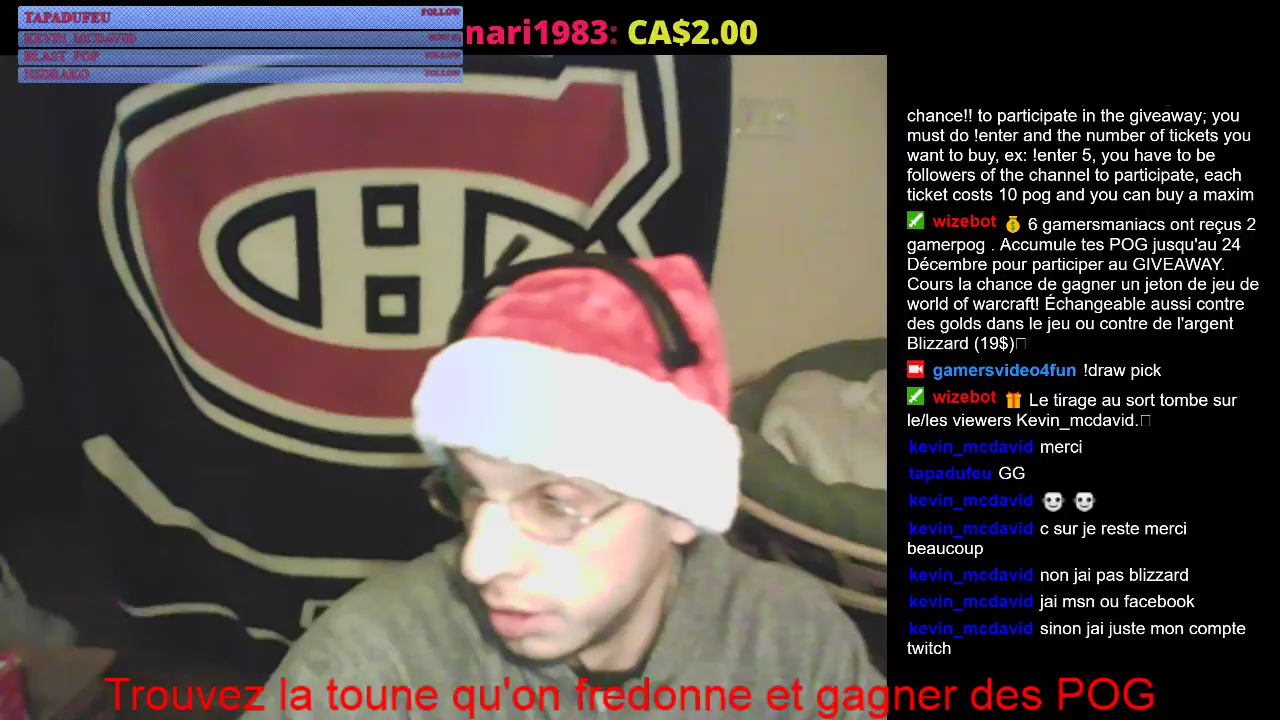 TAPADUFEU FOLLOW
KEVIN_MCDAVID
BLAST_POP FOLLOW
NSDRAKO FOLLOW
nari1983: CA$2.00
chance!! to participate in the giveaway; you
must do !enter and the number of tickets you
want to buy, ex: !enter 5, you have to be
followers of the channel to participate, each
ticket costs 10 pog and you can buy a maxim
wizebot 6 gamersmaniacs ont reçus 2
gamerpog . Accumule tes POG jusqu'au 24
Décembre pour participer au GIVEAWAY.
Cours la chance de gagner un jeton de jeu de
world of warcraft! Échangeable aussi contre
des golds dans le jeu ou contre de l'argent
Blizzard (19$)
gamersvideo4fun !draw pick
wizebot Le tirage au sort tombe sur
le/les viewers Kevin_mcdavid.
kevin_mcdavid merci
tapadufeu GG
kevin_mcdavid
kevin_mcdavid c sur je reste merci
beaucoup
kevin_mcdavid non jai pas blizzard
kevin_mcdavid jai msn ou facebook
kevin_mcdavid sinon jai juste mon compte
twitch
Trouvez la toune qu'on fredonne et gagner des POG